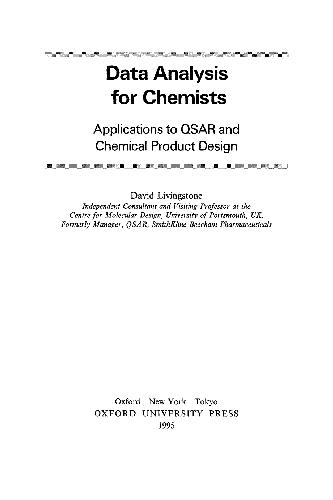 Data Analysis
for Chemists
Applications to QSAR and
Chemical Product Design
David Livingstone
Independent Consultant and Visiting Professor at the
Centre for Molecular Design, University of Portsmouth, UK.
Formerly Manager, QSAR, SmithKline Beecham Pharmaceuticals
Oxford New York Tokyo
OXFORD UNIVERSITY PRESS
1995